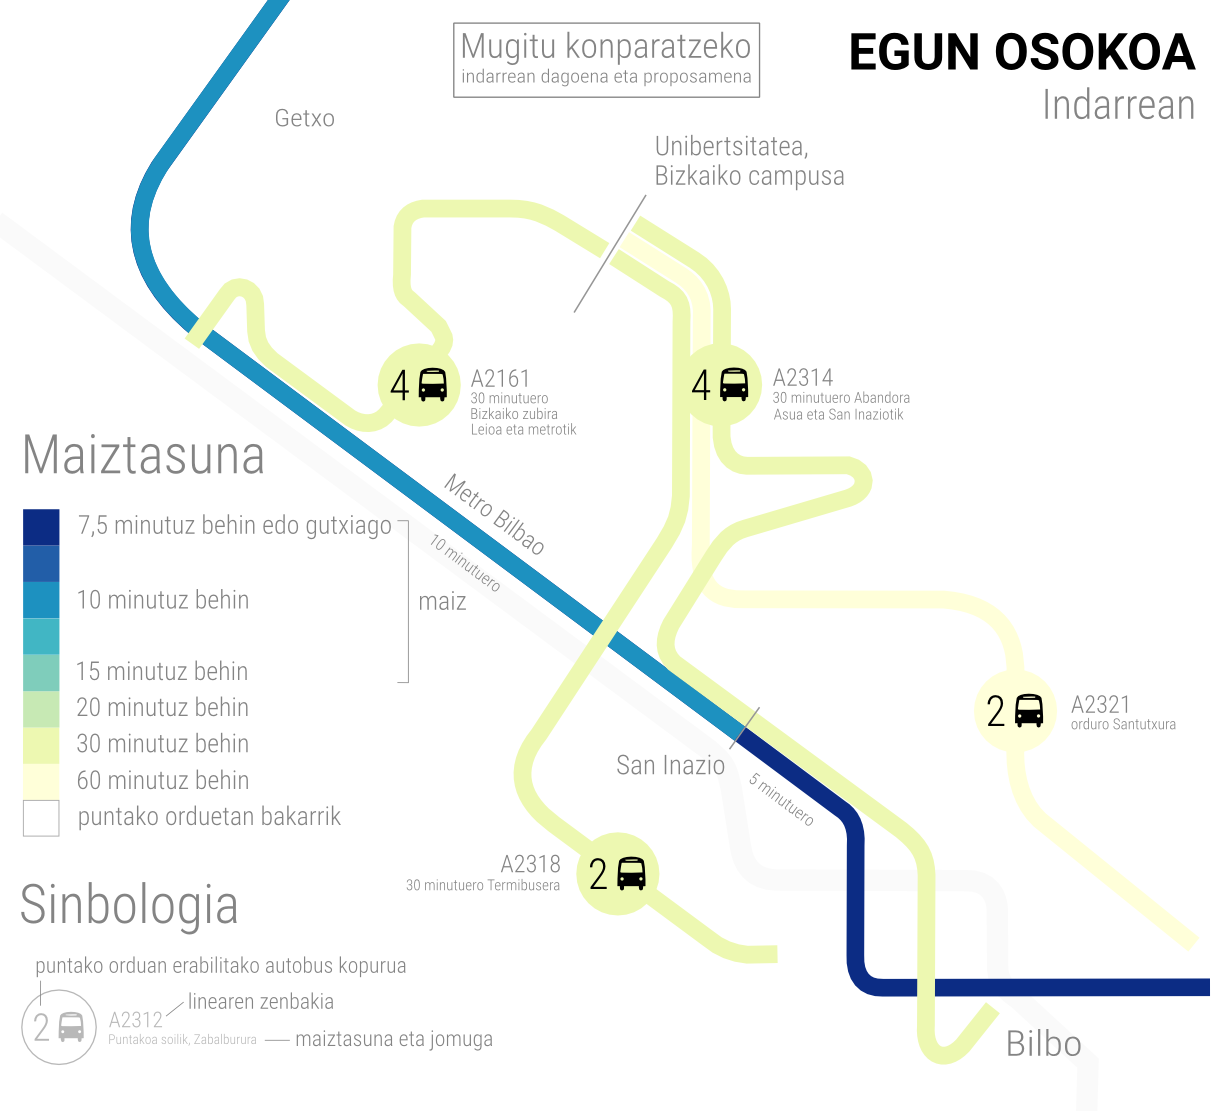 Mugitu konparatzeko
indarrean dagoena eta proposamena
EGUN OSOKOA
Indarrean
Getxo
Unibertsitatea,
Bizkaiko campusa
4
A2161
30 minutuero
Bizkaiko zubira
Leioa eta metrotik
4
A2314
30 minutuero Abandora
Asua eta San Inaziotik
Metro Bilbao
10 minutuero
Maiztasuna
7,5 minutuz behin edo gutxiago
10 minutuz behin
maiz
15 minutuz behin
20 minutuz behin
30 minutuz behin
60 minutuz behin
puntako orduetan bakarrik
2
A2321
orduro Santutxura
San Inazio
5 minutuero
A2318
30 minutuero Termibusera
2
Sinbologia
puntako orduan erabilitako autobus kopurua
linearen zenbakia
2
A2312
Puntakoa soilik, Zabalburura
maiztasuna eta jomuga
Bilbo